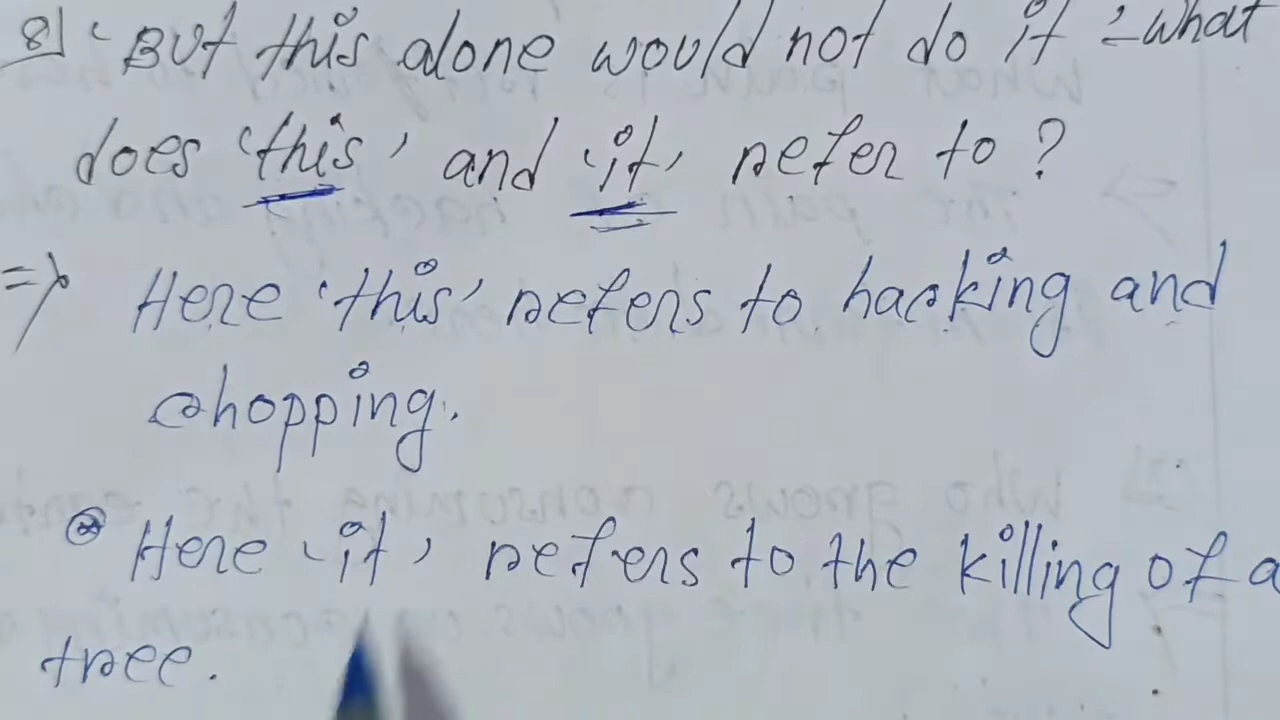 8) 'But this alone would not do it'-what
does 'this' and 'it' refer to?
=> Here 'this' refers to hacking and
chopping.
Here 'it' refers to the killing of a
tree.